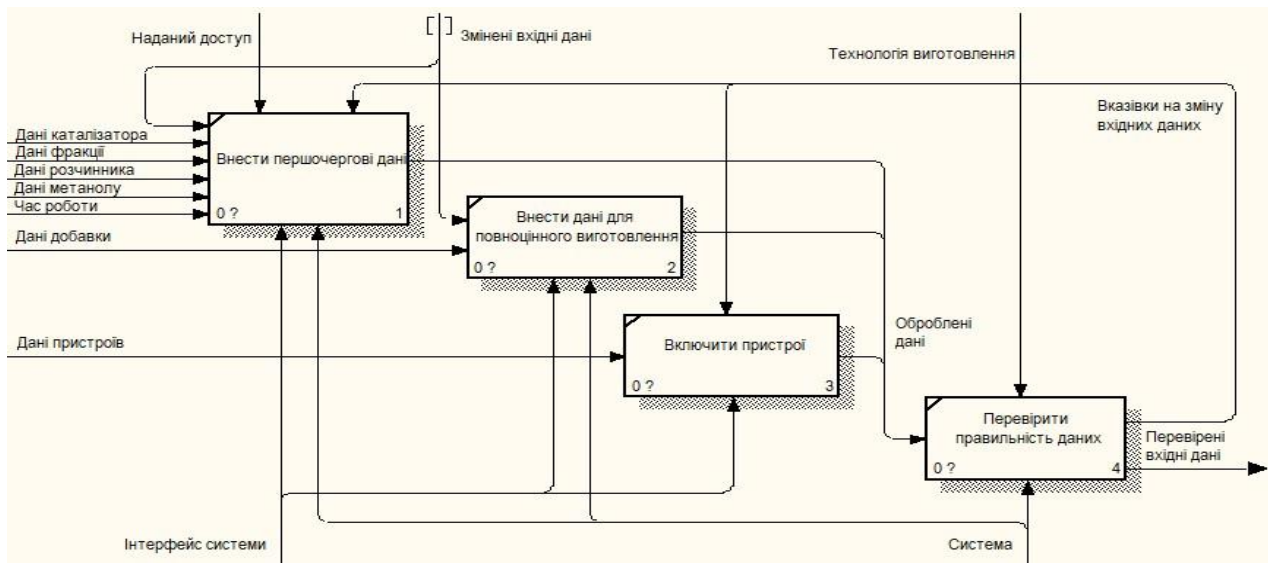 Наданий доступ
[ ]
Змінені вхідні дані
Технологія виготовлення
Вказівки на зміну
вхідних даних
Дані каталізатора
Дані фракції
Дані розчинника
Дані метанолу
Час роботи
Внести першочергові дані
0 ?
1
Дані добавки
Внести дані для
повноцінного виготовлення
0 ?
2
Дані пристроїв
Включити пристрої
0 ?
3
Оброблені
дані
Перевірити
правильність даних
0 ?
4
Перевірені
вхідні дані
Інтерфейс системи
Система